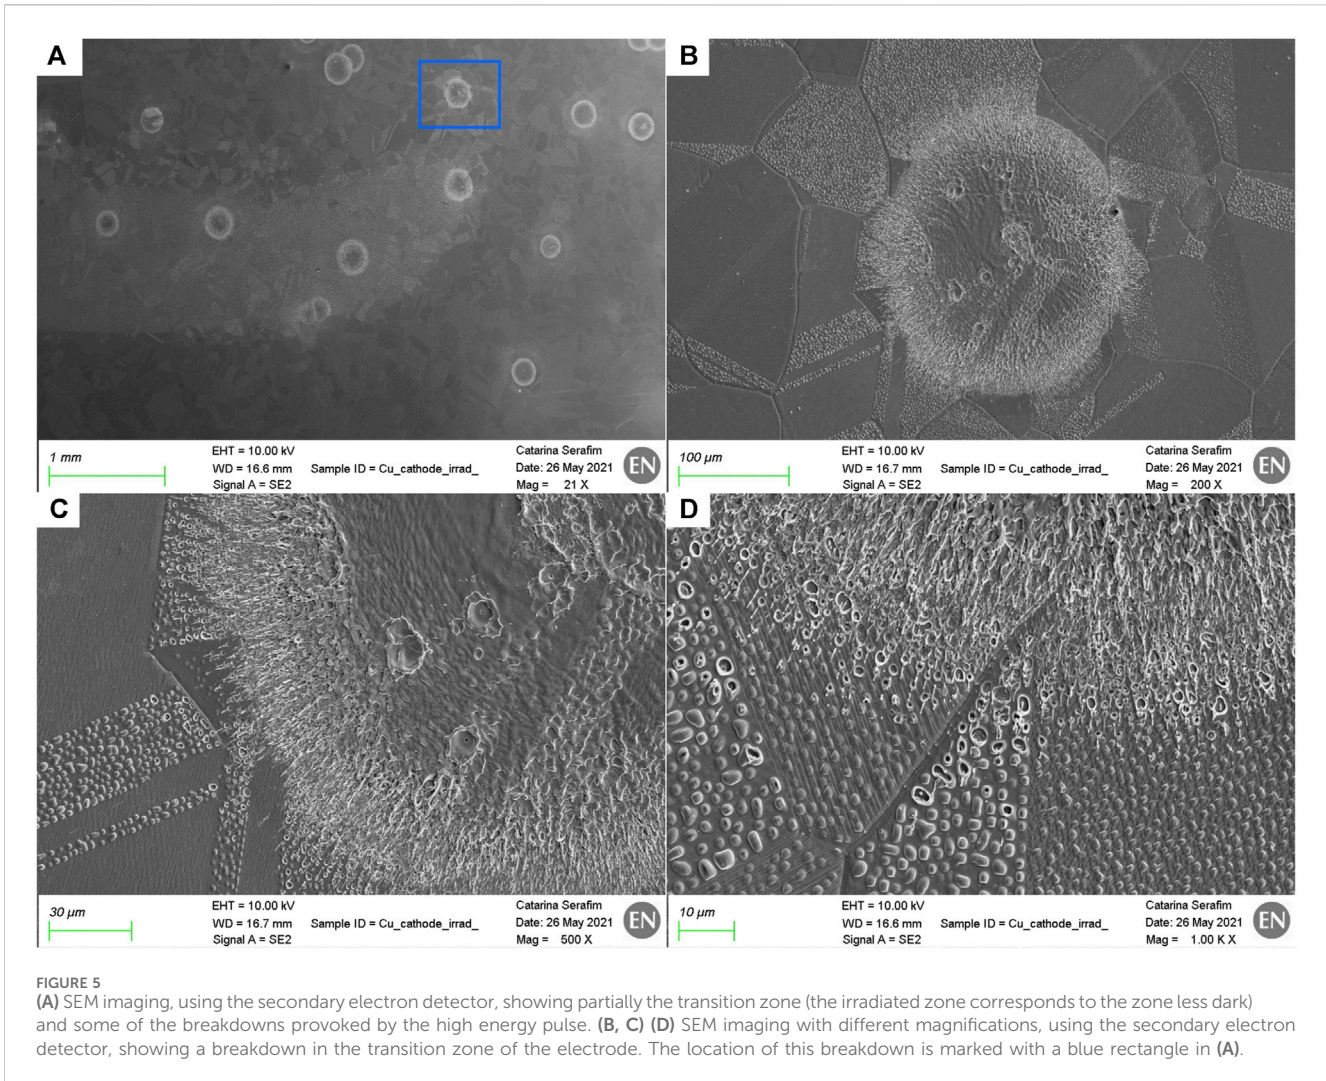 A
B
1 mm
EHT = 10.00 kV
WD = 16.6 mm
Signal A = SE2
Sample ID = Cu_cathode_irrad_
Catarina Serafim
Date: 26 May 2021
Mag = 21 X
EN
100 µm
EHT = 10.00 kV
WD = 16.7 mm
Signal A = SE2
Sample ID = Cu_cathode_irrad_
Catarina Serafim
Date: 26 May 2021
Mag = 200 X
EN
C
D
30 µm
EHT = 10.00 kV
WD = 16.7 mm
Signal A = SE2
Sample ID = Cu_cathode_irrad_
Catarina Serafim
Date: 26 May 2021
Mag = 500 X
EN
10 µm
EHT = 10.00 kV
WD = 16.6 mm
Signal A = SE2
Sample ID = Cu_cathode_irrad_
Catarina Serafim
Date: 26 May 2021
Mag = 1.00 K X
EN
FIGURE 5
(A) SEM imaging, using the secondary electron detector, showing partially the transition zone (the irradiated zone corresponds to the zone less dark)
and some of the breakdowns provoked by the high energy pulse. (B, C) (D) SEM imaging with different magnifications, using the secondary electron
detector, showing a breakdown in the transition zone of the electrode. The location of this breakdown is marked with a blue rectangle in (A).